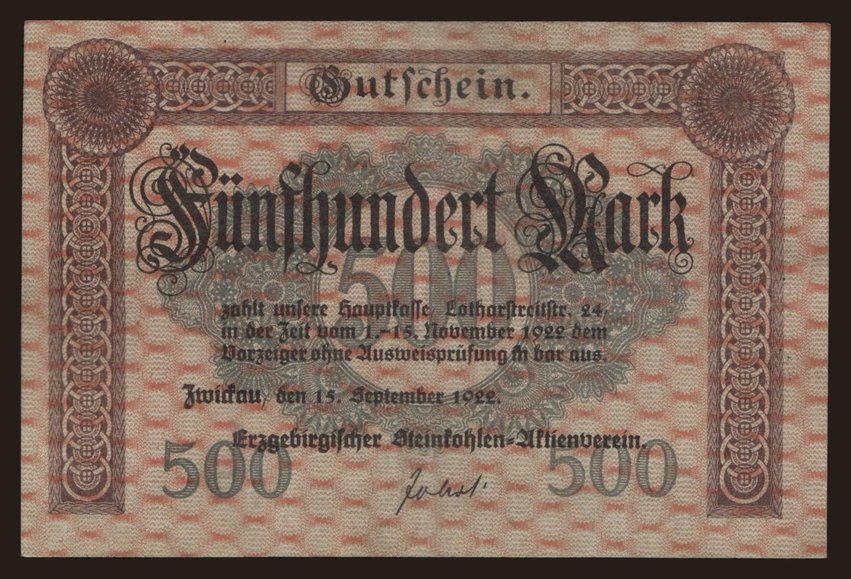 Gutschein.
Fünfhundert Mark
500
zahlt unsere Hauptkasse, Lotharstreitstr. 24,
in der Zeit vom 1.-15. November 1922 dem
Vorzeiger ohne Ausweisprüfung in bar aus.
Zwickau, den 15. September 1922.
Erzgebirgischer Steinkohlen-Aktienverein.
500 500